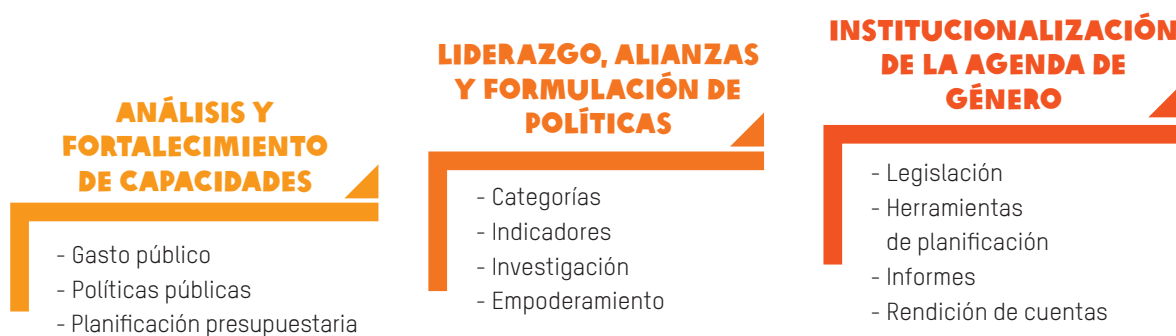 ANÁLISIS Y
FORTALECIMIENTO
DE CAPACIDADES
- Gasto público
- Políticas públicas
- Planificación presupuestaria
LIDERAZGO, ALIANZAS
Y FORMULACIÓN DE
POLÍTICAS
- Categorías
- Indicadores
- Investigación
- Empoderamiento
INSTITUCIONALIZACIÓN
DE LA AGENDA DE
GÉNERO
- Legislación
- Herramientas
de planificación
- Informes
- Rendición de cuentas